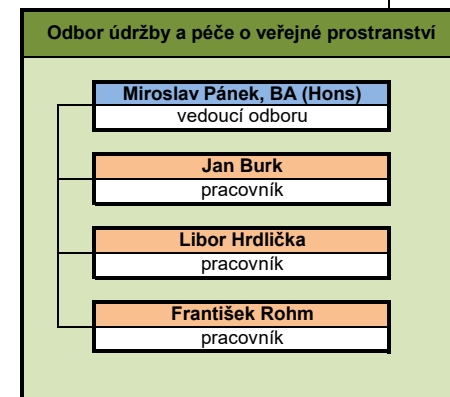 Odbor údržby a péče o veřejné prostranství
Miroslav Pánek, BA (Hons)
vedoucí odboru
Jan Burk
pracovník
Libor Hrdlička
pracovník
František Rohm
pracovník